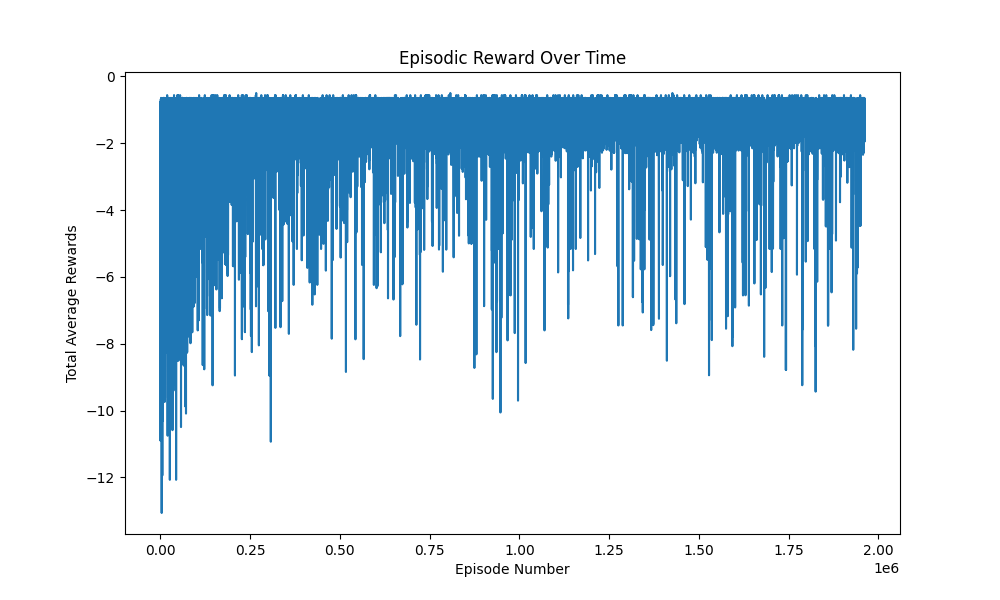 Episodic Reward Over Time
Total Average Rewards
0
−2
−4
−6
−8
−10
−12
0.00 0.25 0.50 0.75 1.00 1.25 1.50 1.75 2.00
1e6
Episode Number